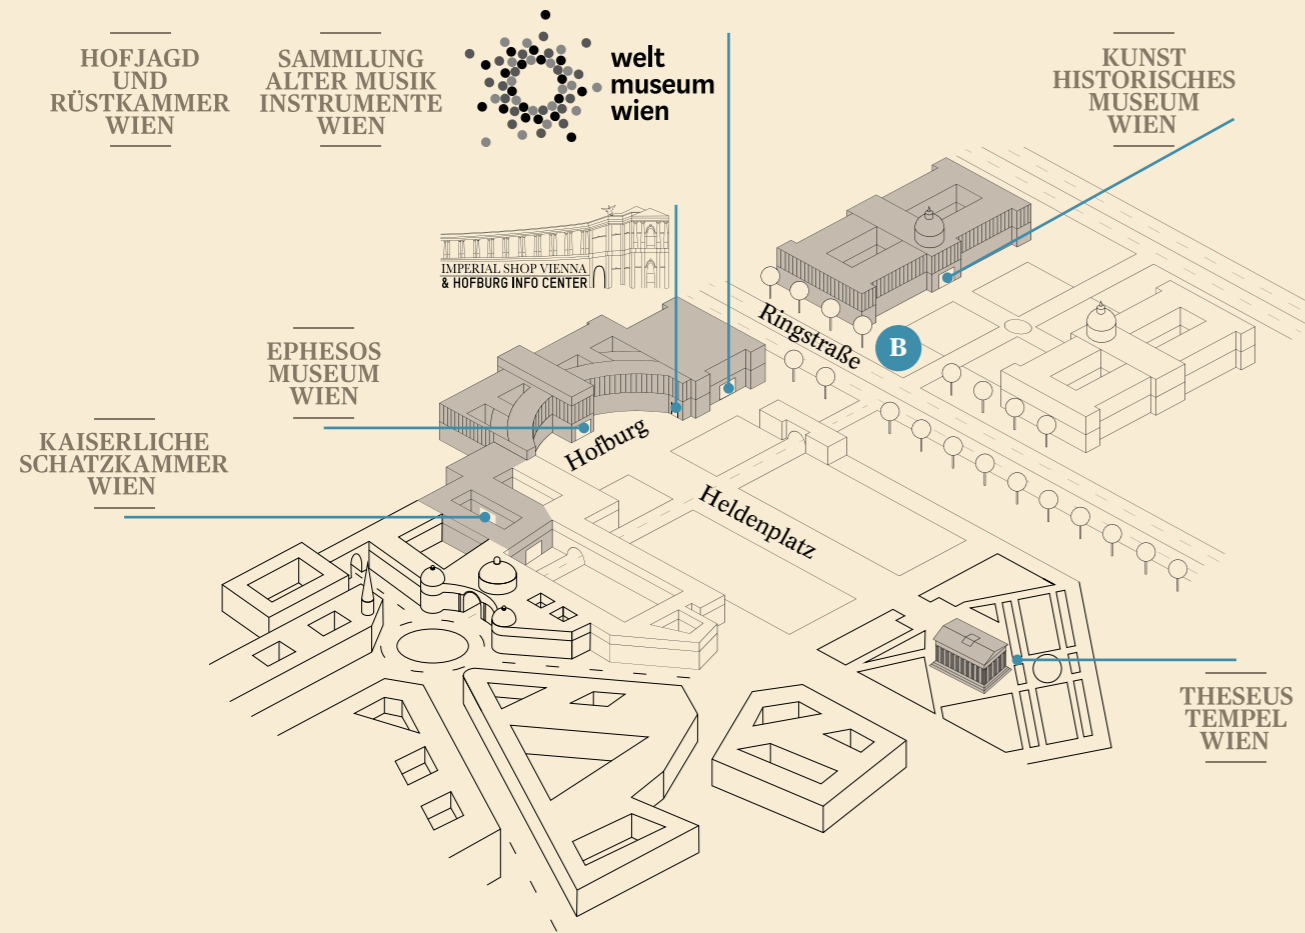 HOFJAGD
UND
RÜSTKAMMER
WIEN
SAMMLUNG
ALTER MUSIK
INSTRUMENTE
WIEN
welt
museum
wien
KUNST
HISTORISCHES
MUSEUM
WIEN
IMPERIAL SHOP VIENNA
& HOFBURG INFO CENTER
Ringstraße
B
EPHESOS
MUSEUM
WIEN
Hofburg
KAISERLICHE
SCHATZKAMMER
WIEN
Heldenplatz
THESEUS
TEMPEL
WIEN